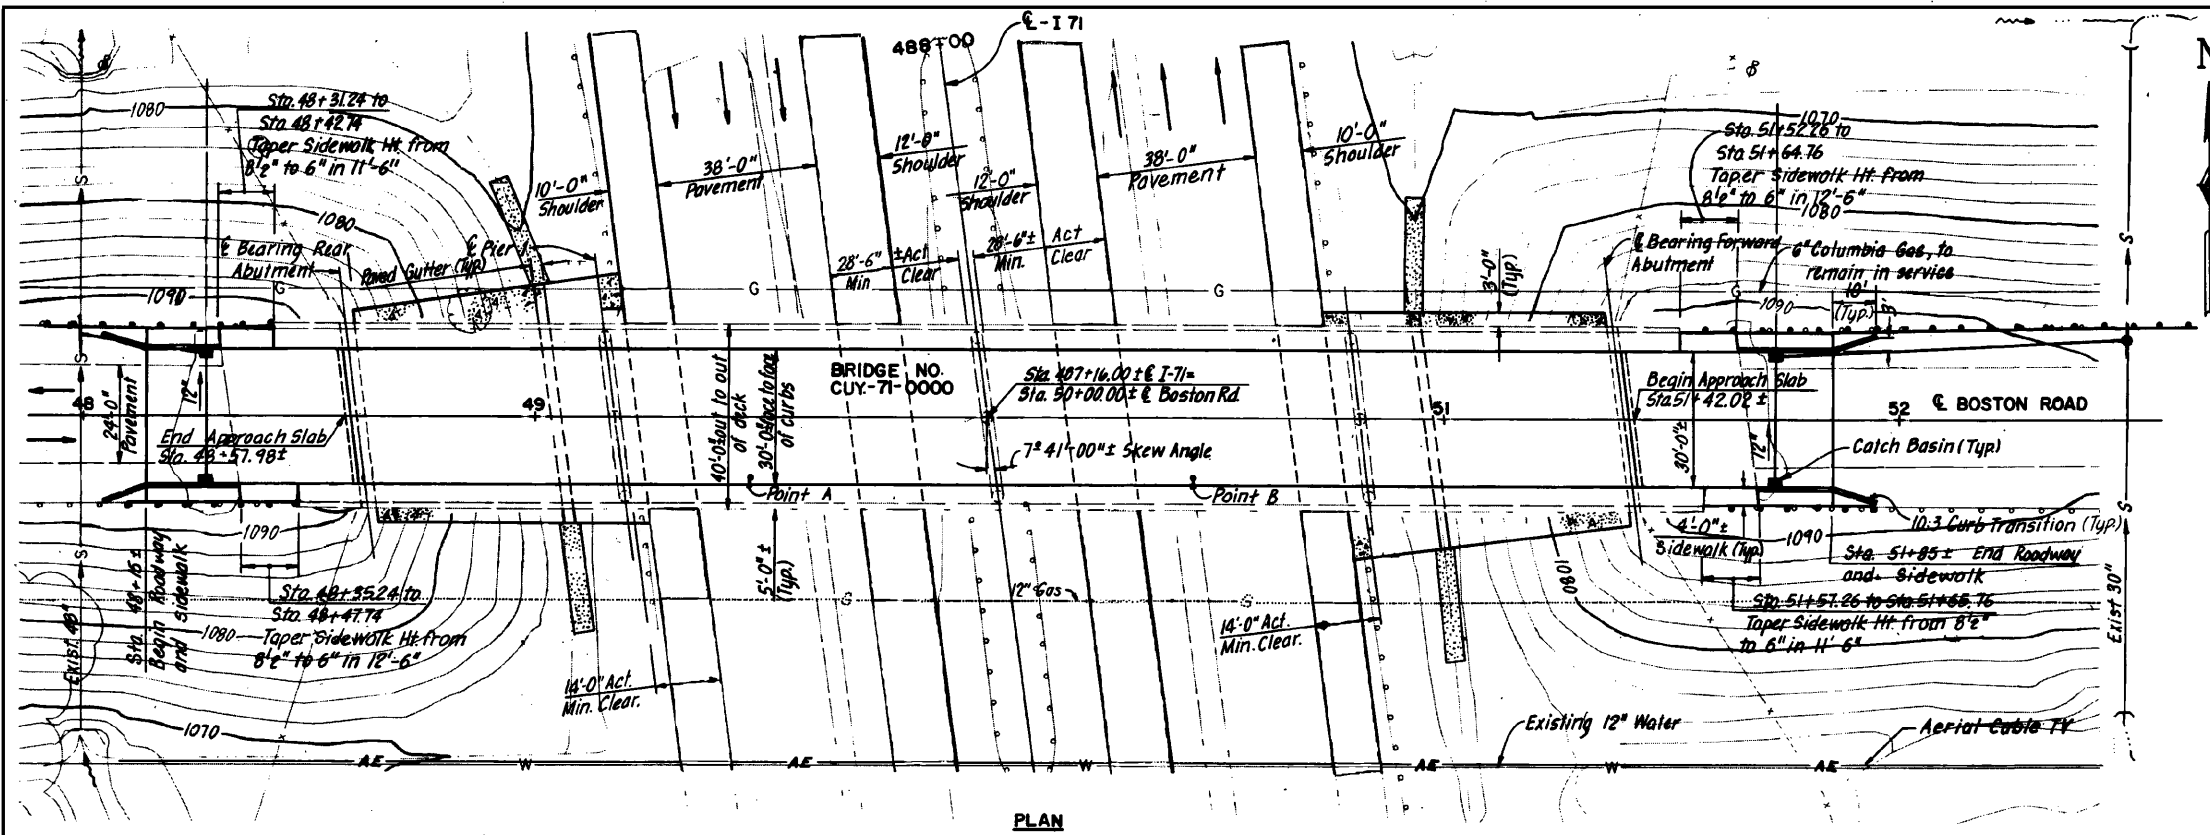 ℄-I 71
488+00
N
1080
Sta. 48+31.24 to
Sta 48+42.74
Taper Sidewalk Ht. from
8½" to 6" in 11'-6"
1080
℄ Bearing Rear
Abutment
Paved Gutter (Typ.)
℄ Pier 1
1090
10'-0"
Shoulder
38'-0"
Pavement
12'-0"
Shoulder
12'-0"
Shoulder
38'-0"
Pavement
10'-0"
Shoulder
28'-6" ± Act
Min Clear
28'-6"± Act
Min. Clear
3'-0"
(Typ.)
1070
Sta. 51+52.26 to
Sta 51+64.76
Taper Sidewalk Ht. from
8½" to 6" in 12'-6"
1080
℄ Bearing Forward
Abutment
6" Columbia Gas, to
remain in service
1090
10'
(Typ.)
G
G
G
G
S
S
S
48
24'-0"
Pavement
12"
End Approach Slab
Sta. 48+57.98±
49
40'-0"± out to out
of deck
30'-0"± face to face
of curbs
BRIDGE NO.
CUY.-71-0000
Sta. 487+16.00 ± ℄ I-71=
Sta. 50+00.00 ± ℄ Boston Rd.
7° 41'-00"± Skew Angle
51
Begin Approach Slab
Sta 51+42.02 ±
52
℄ BOSTON ROAD
30'-0"±
12"
Catch Basin (Typ.)
Point A
Point B
1090
4'-0"±
Sidewalk (Typ.)
1090
10:3 Curb Transition (Typ.)
Sta. 51+85± End Roadway
and Sidewalk
Sta. 48+15±
Begin Roadway
and Sidewalk
Exist 48"
S
Sta 48+35.24 to
Sta. 48+47.74
Taper Sidewalk Ht. from
8½" to 6" in 12'-6"
1080
5'-0"±
(Typ.)
G
12" Gas
G
1080
14'-0" Act.
Min. Clear.
14'-0" Act.
Min. Clear.
Taper Sidewalk Ht. from 8½"
to 6" in 11'-6"
Exist 30"
S
1070
Existing 12" Water
Aerial Cable TV
AE
W
AE
W
AE
W
AE
PLAN